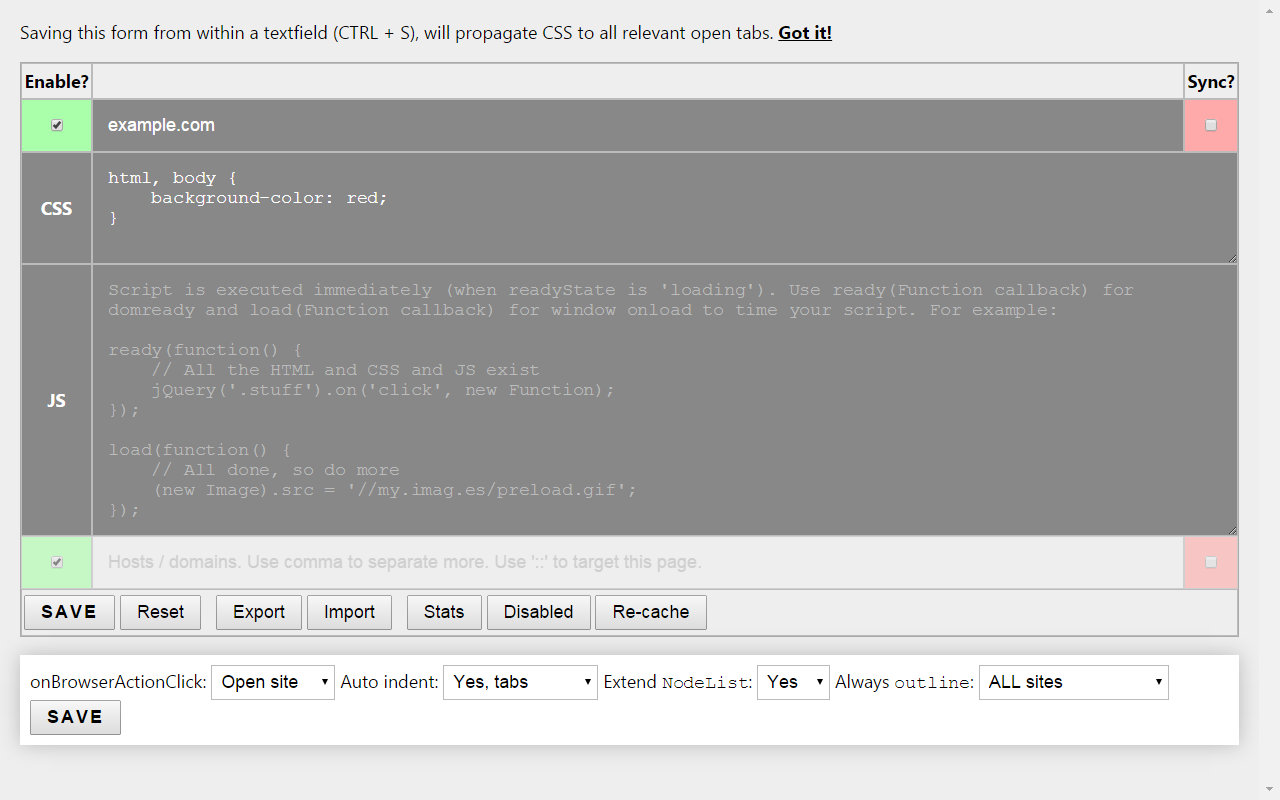 Saving this form from within a textfield (CTRL + S), will propagate CSS to all relevant open tabs. Got it!
Enable? Sync?
example.com
CSS
html, body {
    background-color: red;
}
JS
Script is executed immediately (when readyState is 'loading'). Use ready(Function callback) for
domready and load(Function callback) for window onload to time your script. For example:
ready(function() {
    // All the HTML and CSS and JS exist
    jQuery('.stuff').on('click', new Function);
});
load(function() {
    // All done, so do more
    (new Image).src = '//my.imag.es/preload.gif';
});
Hosts / domains. Use comma to separate more. Use '::' to target this page.
SAVE Reset Export Import Stats Disabled Re-cache
onBrowserActionClick: Open site Auto indent: Yes, tabs Extend NodeList: Yes Always outline: ALL sites
SAVE